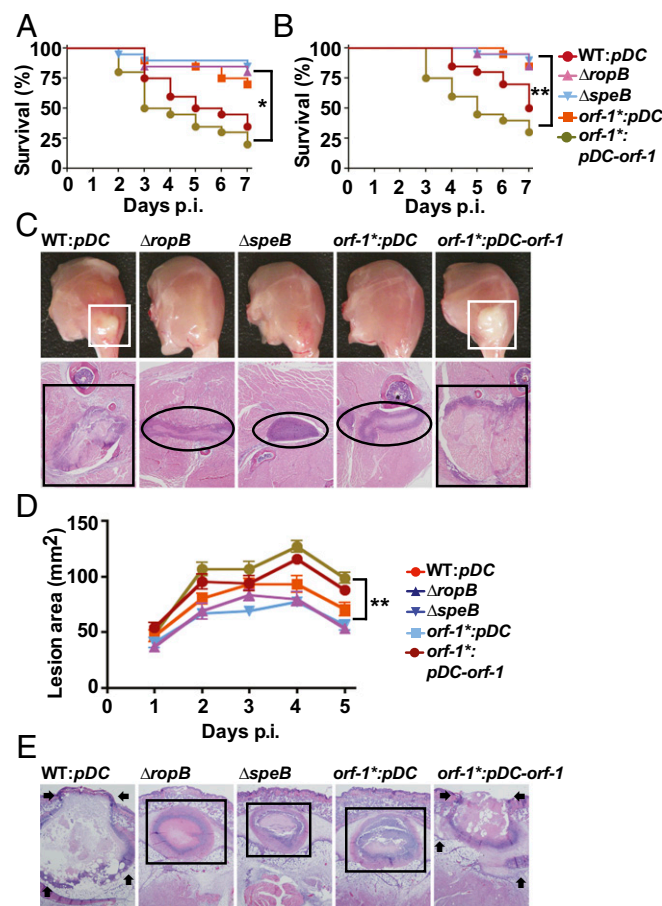 A
Survival (%)
100
75
50
25
0
0 1 2 3 4 5 6 7
Days p.i.
*
B
Survival (%)
100
75
50
25
0
0 1 2 3 4 5 6 7
Days p.i.
**
WT:pDC
ΔropB
ΔspeB
orf-1*:pDC
orf-1*:
pDC-orf-1
C
WT:pDC ΔropB ΔspeB orf-1*:pDC orf-1*:pDC-orf-1
D
Lesion area (mm2)
150
100
50
0
0 1 2 3 4 5
Days p.i.
**
WT:pDC
ΔropB
ΔspeB
orf-1*:pDC
orf-1*:
pDC-orf-1
E
WT:pDC ΔropB ΔspeB orf-1*:pDC orf-1*:pDC-orf-1